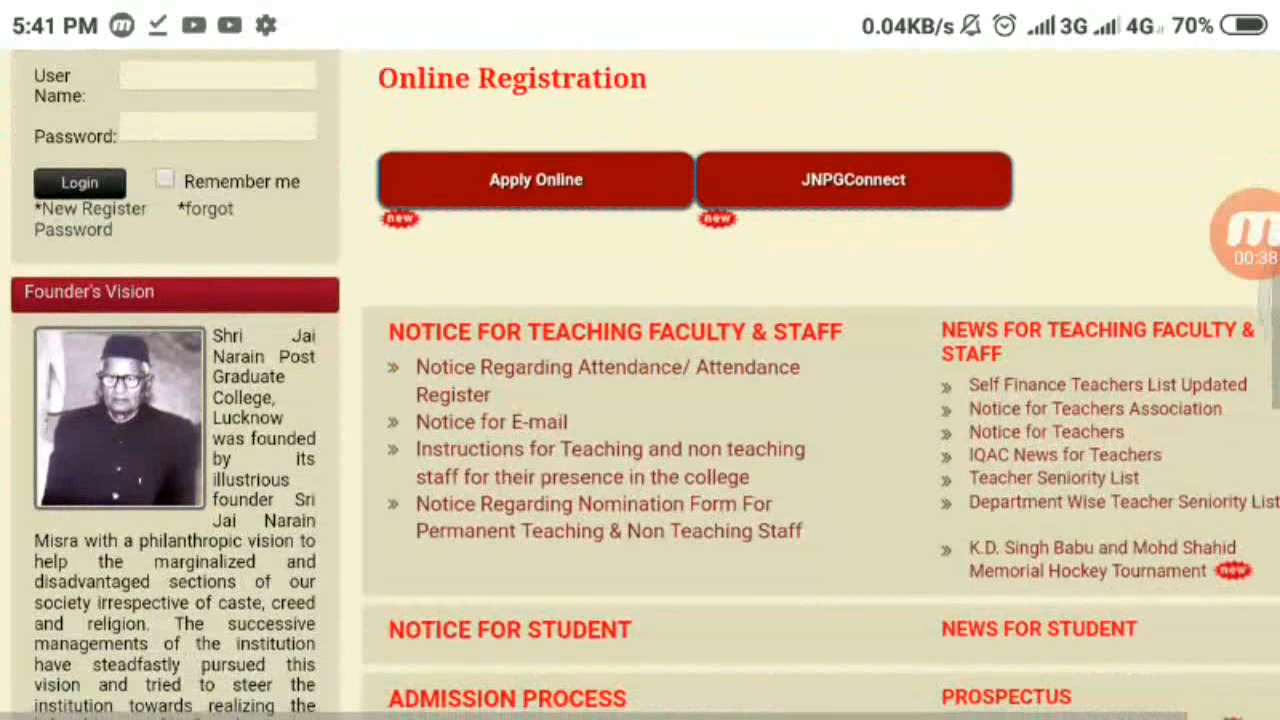 5:41 PM
0.04KB/s 3G 4G 70%
User
Name:
Password:
Login
Remember me
*New Register *forgot
Password
Founder's Vision
Shri Jai
Narain Post
Graduate
College,
Lucknow
was founded
by its
illustrious
founder Sri
Jai Narain
Misra with a philanthropic vision to
help the marginalized and
disadvantaged sections of our
society irrespective of caste, creed
and religion. The successive
managements of the institution
have steadfastly pursued this
vision and tried to steer the
institution towards realizing the
Online Registration
Apply Online
JNPGConnect
new
new
00:38
NOTICE FOR TEACHING FACULTY & STAFF
» Notice Regarding Attendance/ Attendance
Register
» Notice for E-mail
» Instructions for Teaching and non teaching
staff for their presence in the college
» Notice Regarding Nomination Form For
Permanent Teaching & Non Teaching Staff
NEWS FOR TEACHING FACULTY &
STAFF
» Self Finance Teachers List Updated
» Notice for Teachers Association
» Notice for Teachers
» IQAC News for Teachers
» Teacher Seniority List
» Department Wise Teacher Seniority List
» K.D. Singh Babu and Mohd Shahid
Memorial Hockey Tournament new
NOTICE FOR STUDENT
NEWS FOR STUDENT
ADMISSION PROCESS
PROSPECTUS